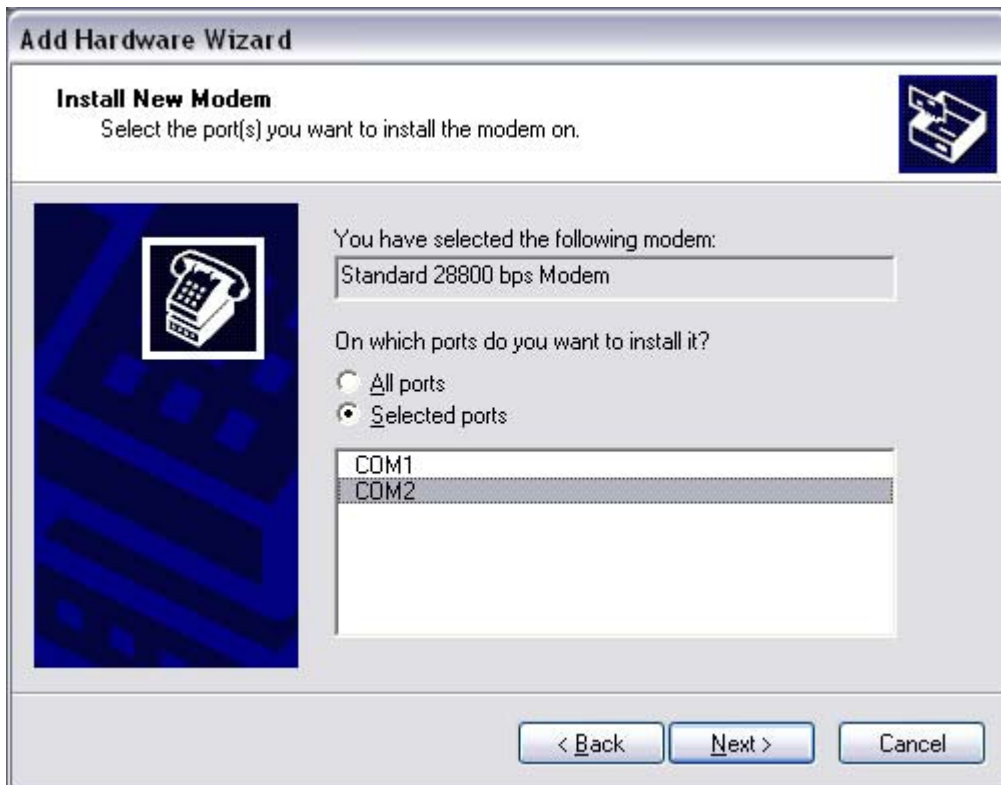 Add Hardware Wizard
Install New Modem
Select the port(s) you want to install the modem on.
You have selected the following modem:
Standard 28800 bps Modem
On which ports do you want to install it?
All ports
Selected ports
COM1
COM2
< Back Next > Cancel